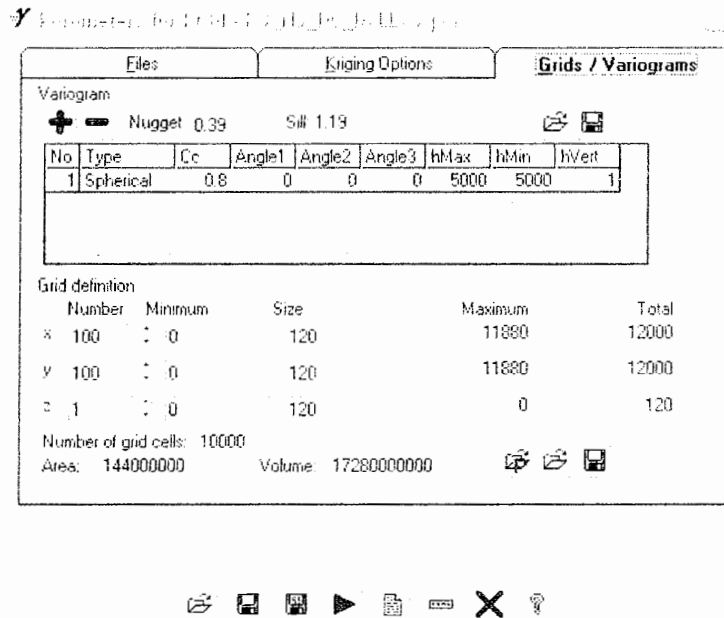 Files Kriging Options Grids / Variograms
Variogram
Nugget 0.39 Sill 1.19
No Type Cc Angle1 Angle2 Angle3 hMax hMin hVert
1 Spherical 0.8 0 0 0 5000 5000 1
Grid definition
Number Minimum Size Maximum Total
x 100 0 120 11880 12000
y 100 0 120 11880 12000
z 1 0 120 0 120
Number of grid cells: 10000
Area: 144000000 Volume: 17280000000